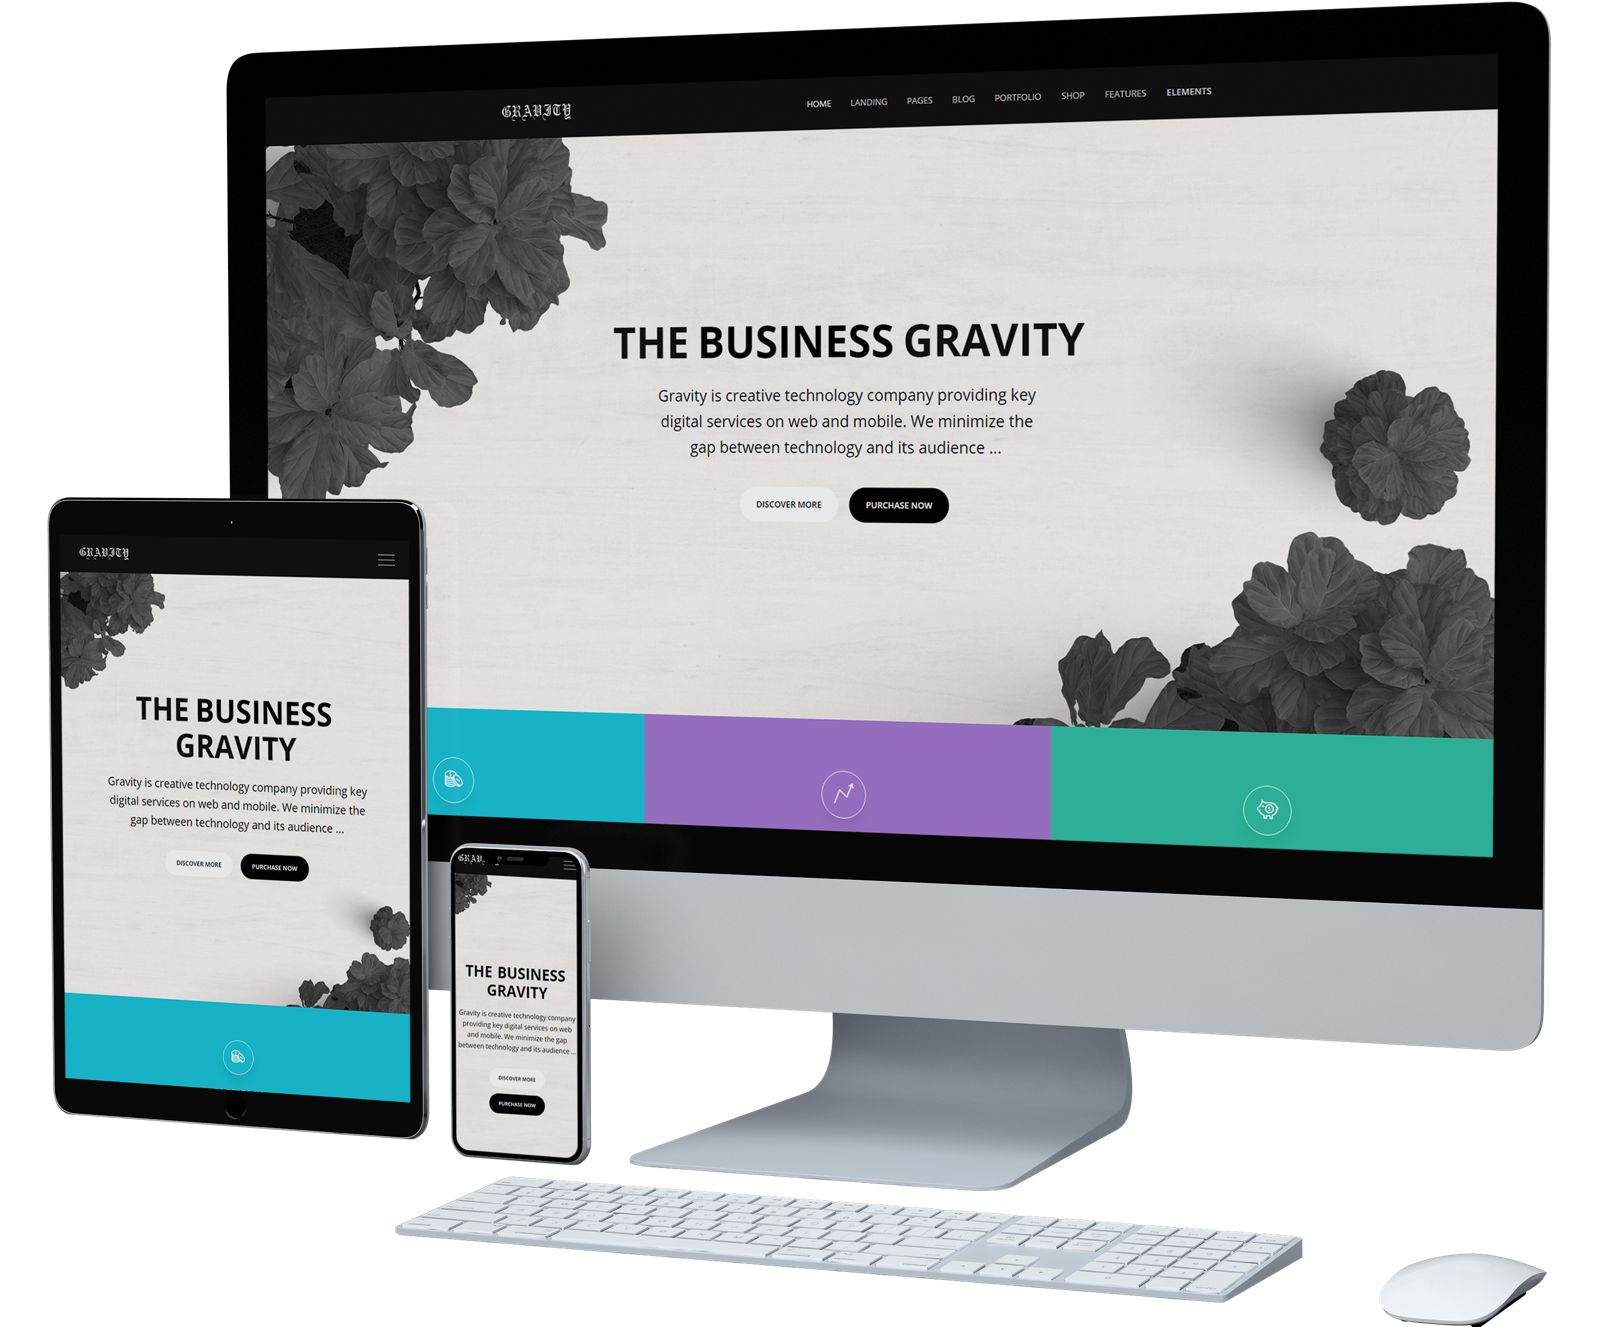 GRAVITY
HOME LANDING PAGES BLOG PORTFOLIO SHOP FEATURES ELEMENTS
THE BUSINESS GRAVITY
Gravity is creative technology company providing key
digital services on web and mobile. We minimize the
gap between technology and its audience ...
DISCOVER MORE PURCHASE NOW
GRAVITY
THE BUSINESS
GRAVITY
Gravity is creative technology company providing key
digital services on web and mobile. We minimize the
gap between technology and its audience ...
DISCOVER MORE PURCHASE NOW
GRAV.
THE BUSINESS
GRAVITY
Gravity is creative technology company
providing key digital services on web
and mobile. We minimize the gap
between technology and its audience ...
DISCOVER MORE
PURCHASE NOW